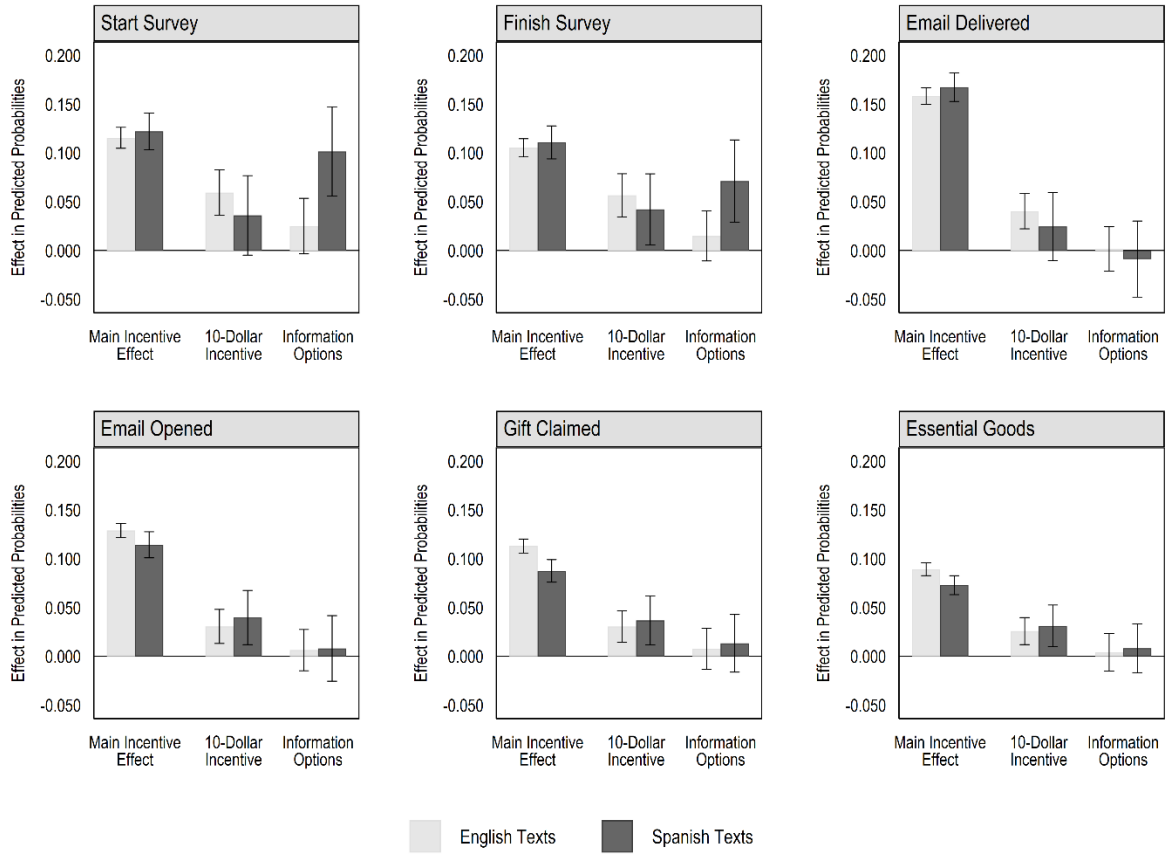 Start Survey
Finish Survey
Email Delivered
Effect in Predicted Probabilities
0.200
0.150
0.100
0.050
0.000
-0.050
Main Incentive
Effect
10-Dollar
Incentive
Information
Options
Effect in Predicted Probabilities
0.200
0.150
0.100
0.050
0.000
-0.050
Main Incentive
Effect
10-Dollar
Incentive
Information
Options
Effect in Predicted Probabilities
0.200
0.150
0.100
0.050
0.000
-0.050
Main Incentive
Effect
10-Dollar
Incentive
Information
Options
Email Opened
Gift Claimed
Essential Goods
Effect in Predicted Probabilities
0.200
0.150
0.100
0.050
0.000
-0.050
Main Incentive
Effect
10-Dollar
Incentive
Information
Options
Effect in Predicted Probabilities
0.200
0.150
0.100
0.050
0.000
-0.050
Main Incentive
Effect
10-Dollar
Incentive
Information
Options
Effect in Predicted Probabilities
0.200
0.150
0.100
0.050
0.000
-0.050
Main Incentive
Effect
10-Dollar
Incentive
Information
Options
English Texts
Spanish Texts